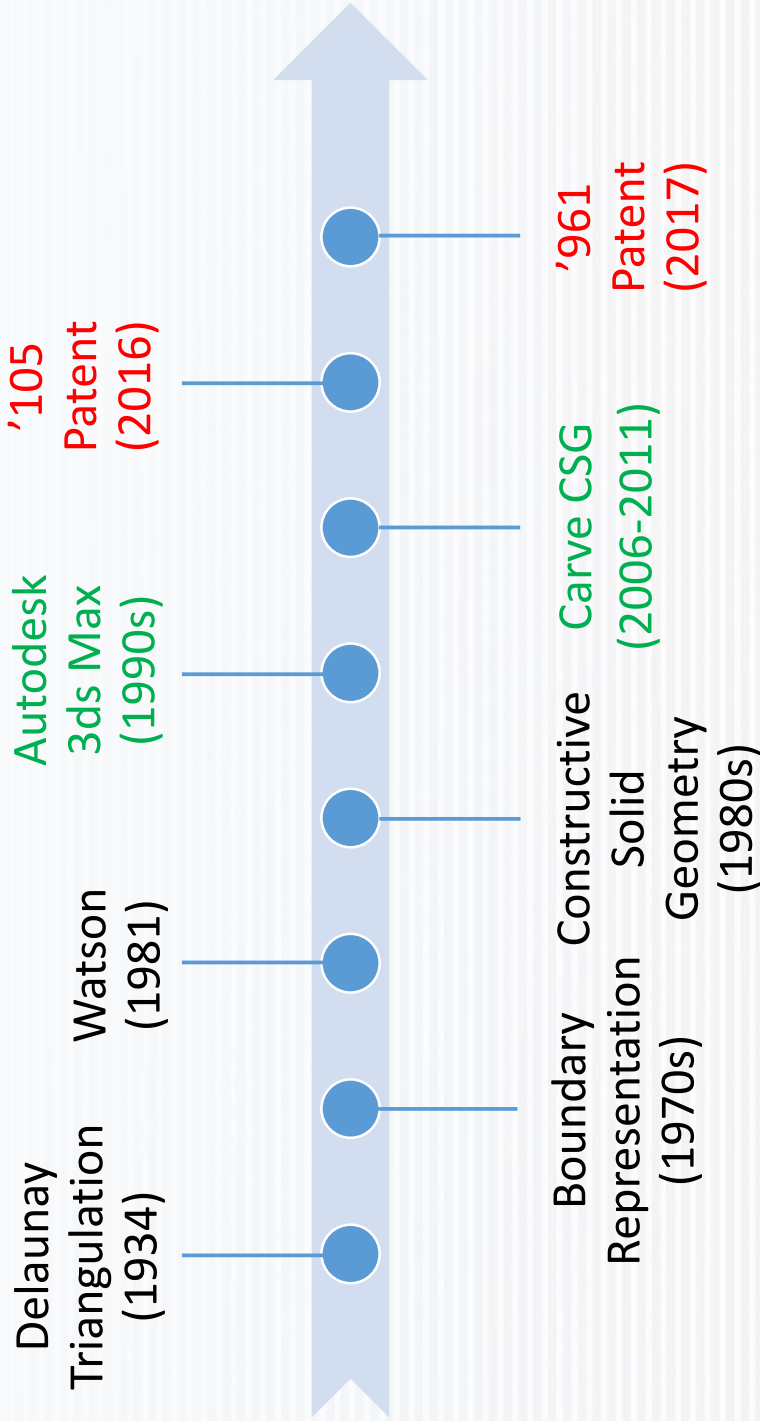 Delaunay
Triangulation
(1934)
Boundary
Representation
(1970s)
Watson
(1981)
Constructive
Solid
Geometry
(1980s)
Autodesk
3ds Max
(1990s)
Carve CSG
(2006-2011)
’105
Patent
(2016)
’961
Patent
(2017)